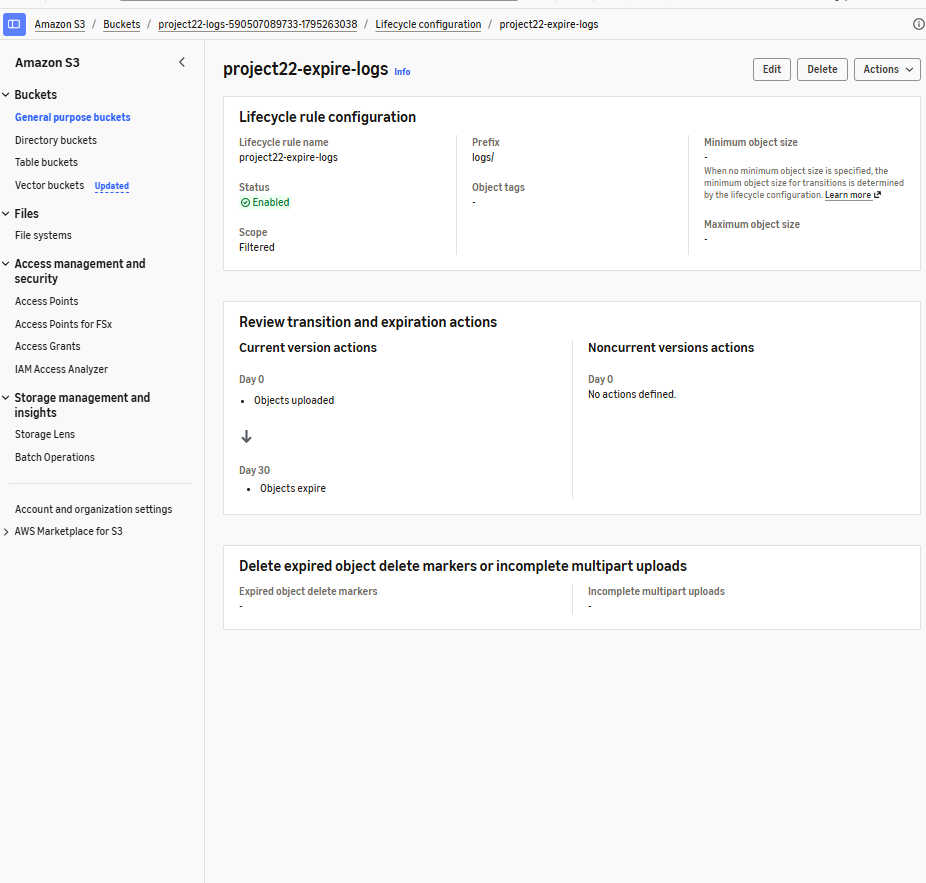 Amazon S3 / Buckets / project22-logs-590507089733-1795263038 / Lifecycle configuration / project22-expire-logs
Amazon S3
Buckets
General purpose buckets
Directory buckets
Table buckets
Vector buckets Updated
Files
File systems
Access management and
security
Access Points
Access Points for FSx
Access Grants
IAM Access Analyzer
Storage management and
insights
Storage Lens
Batch Operations
Account and organization settings
AWS Marketplace for S3
project22-expire-logs Info
Edit
Delete
Actions
Lifecycle rule configuration
Lifecycle rule name
project22-expire-logs
Status
Enabled
Scope
Filtered
Prefix
logs/
Object tags
-
Minimum object size
-
When no minimum object size is specified, the
minimum object size for transitions is determined
by the lifecycle configuration. Learn more
Maximum object size
-
Review transition and expiration actions
Current version actions
Day 0
• Objects uploaded
Day 30
• Objects expire
Noncurrent versions actions
Day 0
No actions defined.
Delete expired object delete markers or incomplete multipart uploads
Expired object delete markers
-
Incomplete multipart uploads
-